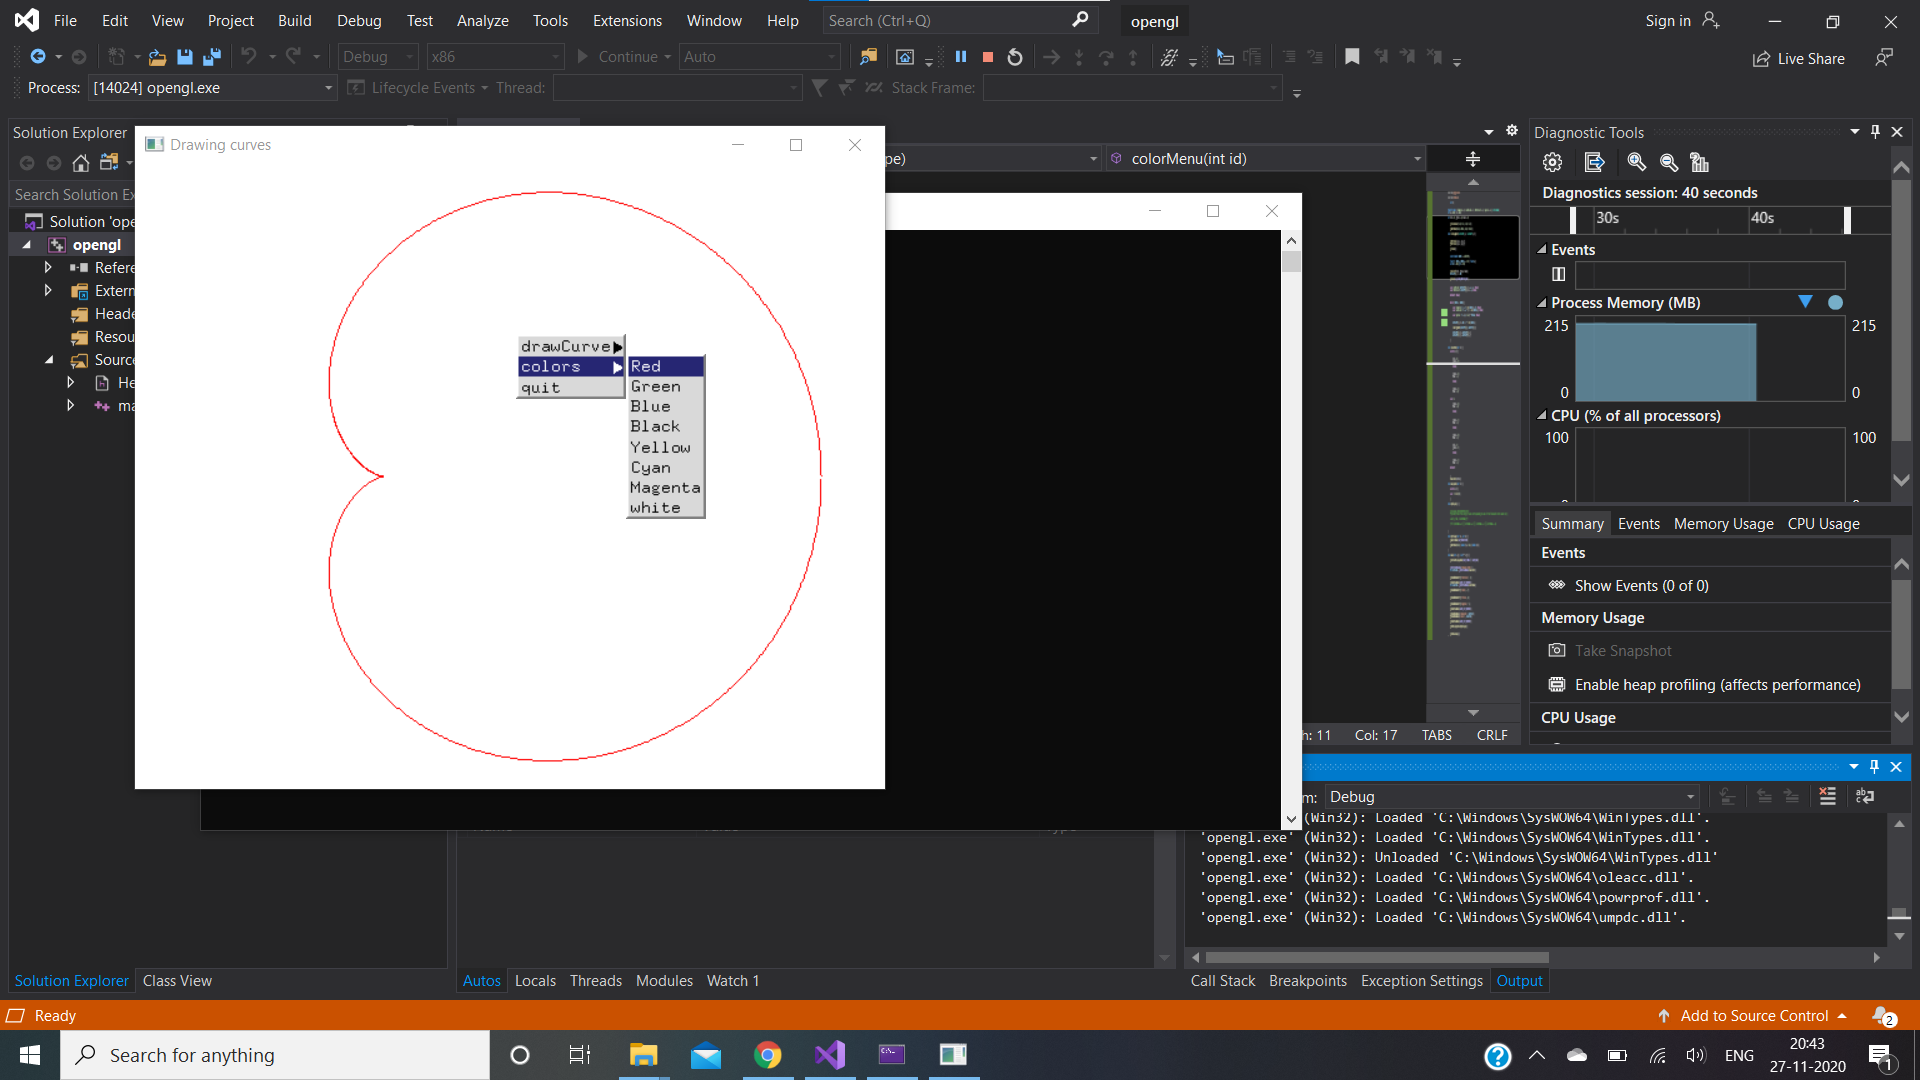 File Edit View Project Build Debug Test Analyze Tools Extensions Window Help Search (Ctrl+Q) opengl Sign in
Debug x86 Continue Auto Live Share
Process: [14024] opengl.exe Lifecycle Events Thread: Stack Frame:
Solution Explorer
Search Solution Ex
Solution 'ope
opengl
Refere
Extern
Heade
Resou
Source
He
ma
Drawing curves
drawCurve
colors
quit
Red
Green
Blue
Black
Yellow
Cyan
Magenta
white
pe) colorMenu(int id)
h: 11 Col: 17 TABS CRLF
Diagnostic Tools
Diagnostics session: 40 seconds
30s 40s
Events
Process Memory (MB)
215 215
0 0
CPU (% of all processors)
100 100
Summary Events Memory Usage CPU Usage
Events
Show Events (0 of 0)
Memory Usage
Take Snapshot
Enable heap profiling (affects performance)
CPU Usage
m: Debug
(Win32): Loaded 'C:\Windows\SysWOW64\WinTypes.dll'.
'opengl.exe' (Win32): Loaded 'C:\Windows\SysWOW64\WinTypes.dll'.
'opengl.exe' (Win32): Unloaded 'C:\Windows\SysWOW64\WinTypes.dll'
'opengl.exe' (Win32): Loaded 'C:\Windows\SysWOW64\oleacc.dll'.
'opengl.exe' (Win32): Loaded 'C:\Windows\SysWOW64\powrprof.dll'.
'opengl.exe' (Win32): Loaded 'C:\Windows\SysWOW64\umpdc.dll'.
Solution Explorer Class View
Autos Locals Threads Modules Watch 1
Call Stack Breakpoints Exception Settings Output
Ready Add to Source Control 2
Search for anything
ENG 20:43
27-11-2020 1